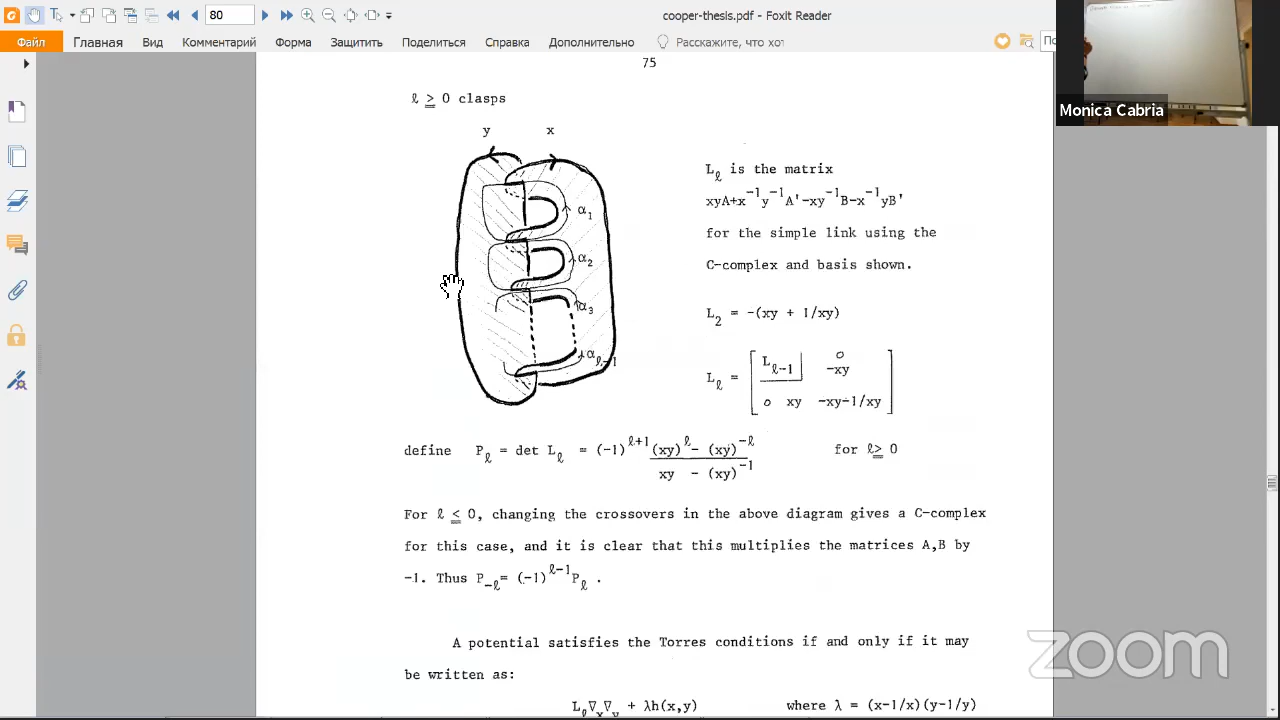 80
cooper-thesis.pdf - Foxit Reader
Файл Главная Вид Комментарий Форма Защитить Поделиться Справка Дополнительно Расскажите, что хот По
Monica Cabria
75
ℓ ≥ 0 clasps
y x
α1
α2
α3
αℓ-1
Lℓ is the matrix
xyA+x⁻¹y⁻¹A'-xy⁻¹B-x⁻¹yB'
for the simple link using the
C-complex and basis shown.
L₂ = -(xy + 1/xy)
Lℓ = [ Lℓ-1 0 -xy
0 xy -xy-1/xy ]
define Pℓ = det Lℓ = (-1)^ℓ+1 (xy)^ℓ - (xy)^-ℓ for ℓ ≥ 0
xy - (xy)⁻¹
For ℓ ≤ 0, changing the crossovers in the above diagram gives a C-complex
for this case, and it is clear that this multiplies the matrices A,B by
-1. Thus P-ℓ = (-1)^ℓ-1 Pℓ .
A potential satisfies the Torres conditions if and only if it may
be written as:
Lℓ∇x∇y + λh(x,y) where λ = (x-1/x)(y-1/y)
zoom